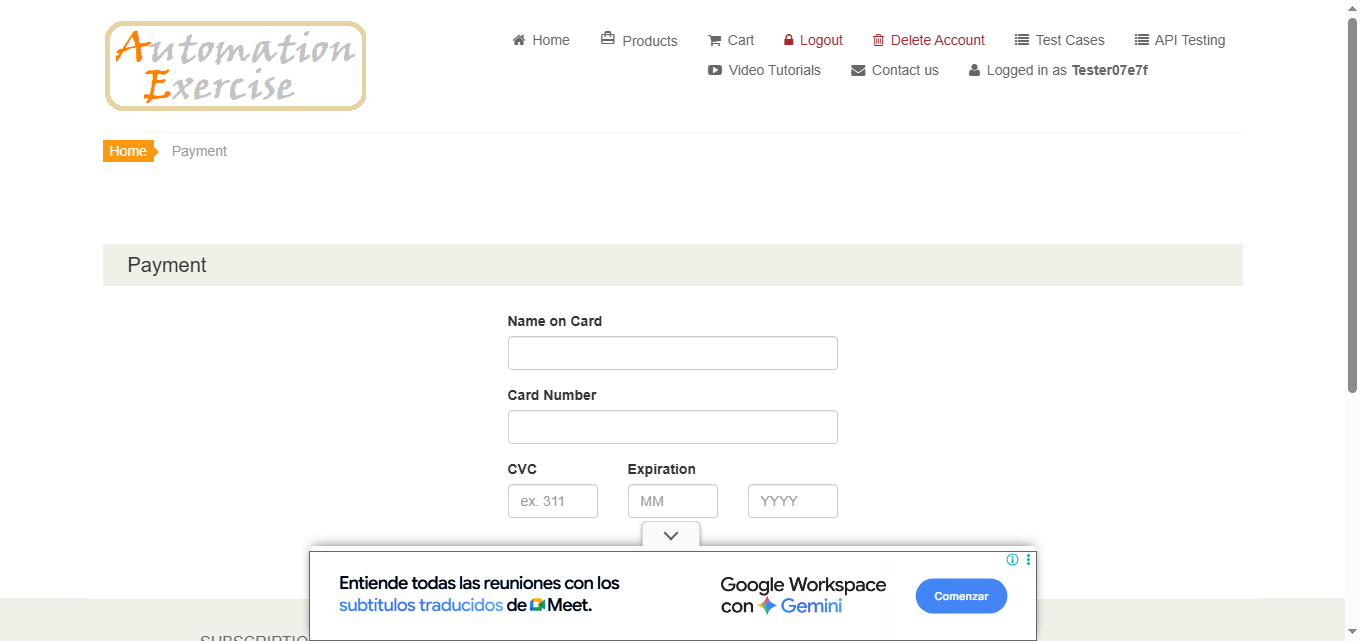 Automation
Exercise
Home Products Cart Logout Delete Account Test Cases API Testing
Video Tutorials Contact us Logged in as Tester07e7f
Home Payment
Payment
Name on Card
Card Number
CVC Expiration
ex. 311 MM YYYY
Entiende todas las reuniones con los
subtítulos traducidos de Meet.
Google Workspace
con Gemini
Comenzar